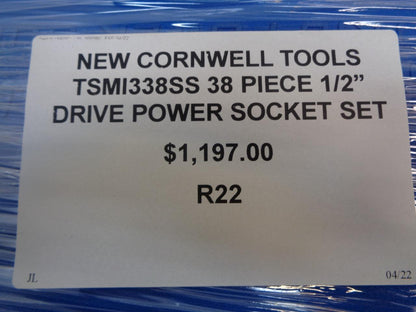 NEW CORNWELL TOOLS
TSMI338SS 38 PIECE 1/2”
DRIVE POWER SOCKET SET
$1,197.00
R22
JL 04/22